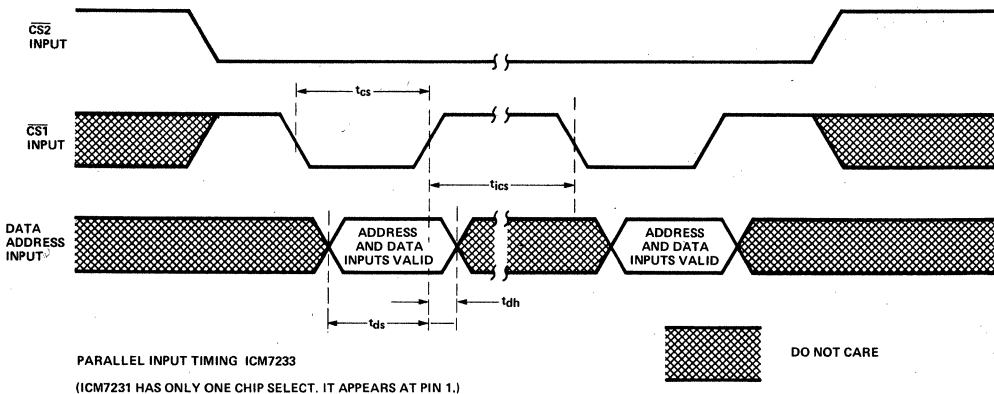 CS2
INPUT
tcs
CS1
INPUT
tics
DATA
ADDRESS
INPUT
ADDRESS
AND DATA
INPUTS VALID
ADDRESS
AND DATA
INPUTS VALID
tdh
tds
DO NOT CARE
PARALLEL INPUT TIMING ICM7233
(ICM7231 HAS ONLY ONE CHIP SELECT. IT APPEARS AT PIN 1.)